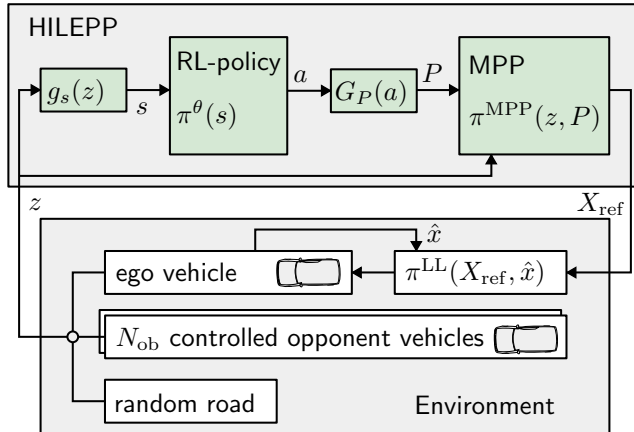 HILEPP
g_s(z)
s
RL-policy
π^θ(s)
a
G_P(a)
P
MPP
π^MPP(z, P)
z
X_ref
x̂
ego vehicle
π^LL(X_ref, x̂)
N_ob controlled opponent vehicles
random road
Environment